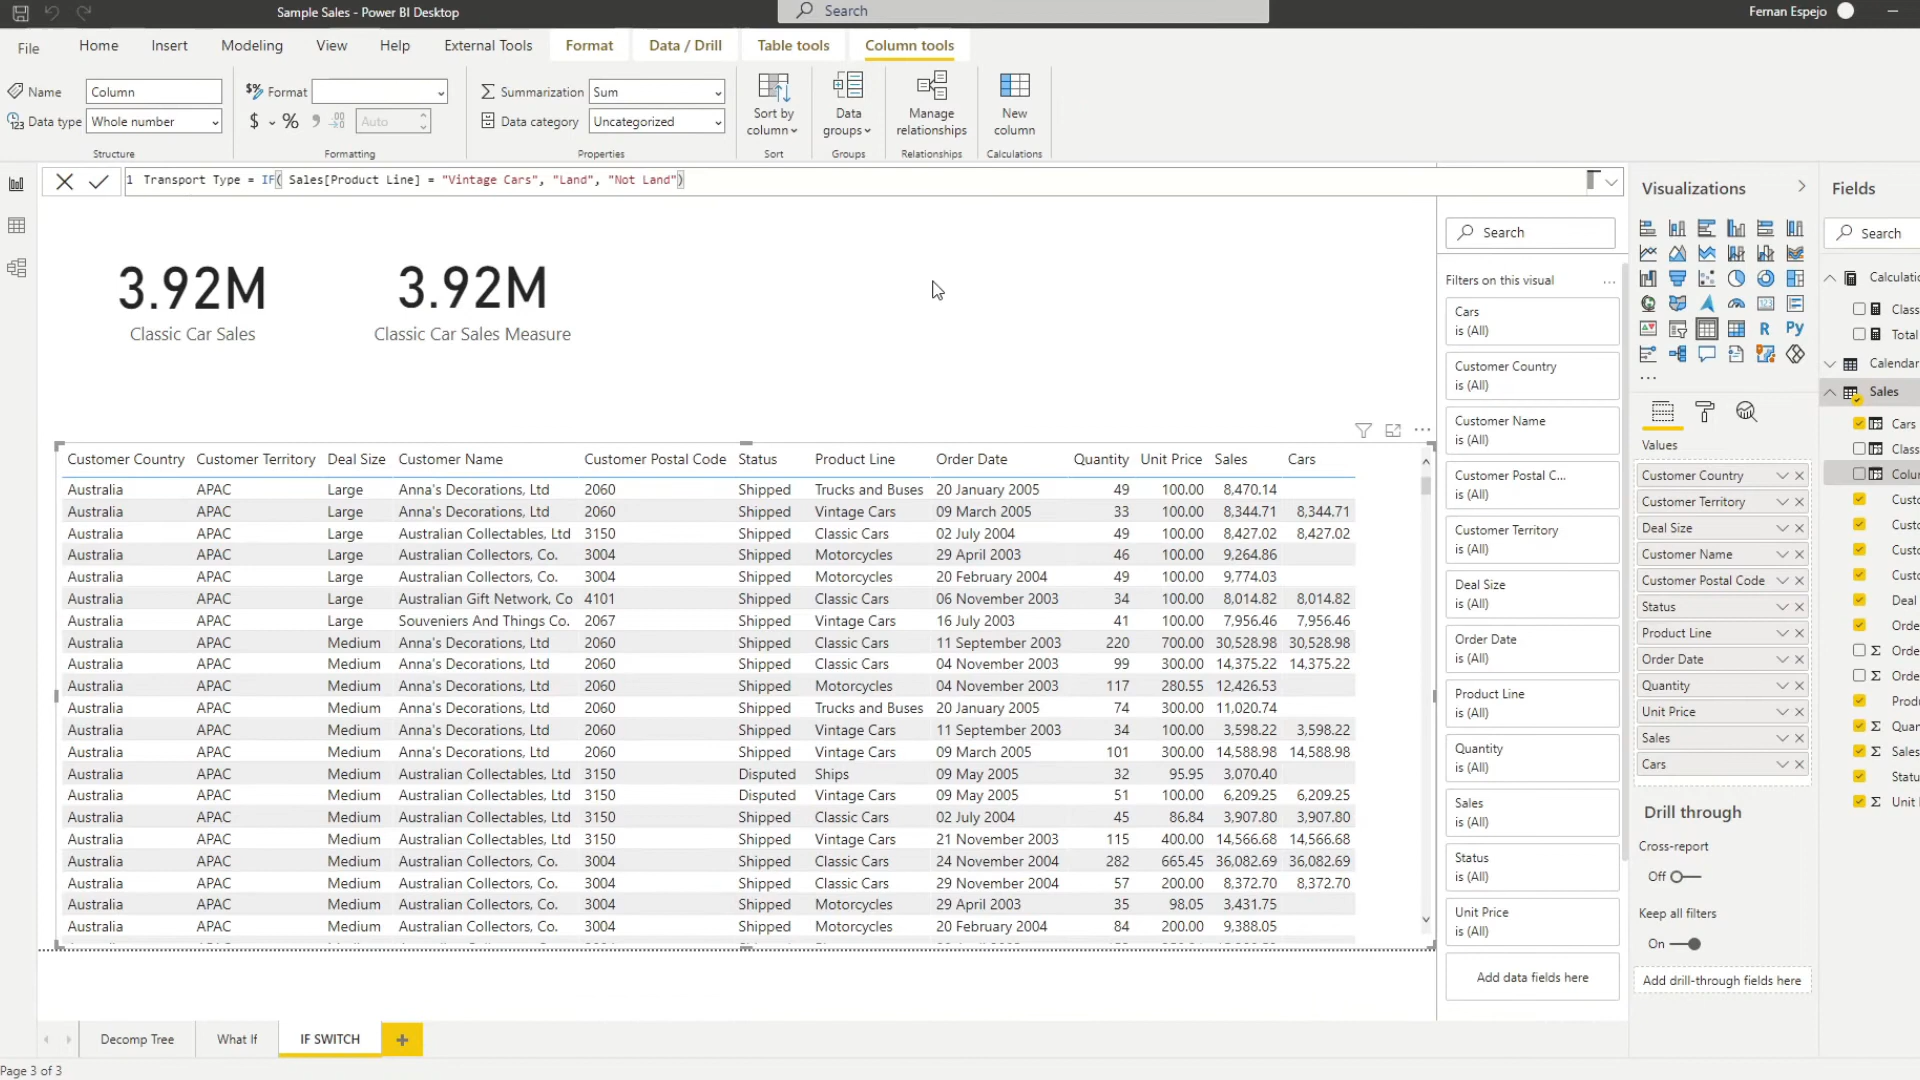 Sample Sales - Power BI Desktop
Search
Fernan Espejo
File
Home
Insert
Modeling
View
Help
External Tools
Format
Data / Drill
Table tools
Column tools
Name
Column
Data type
Whole number
Structure
$% Format
$ % 9
Auto
Formatting
Summarization
Sum
Data category
Uncategorized
Properties
Sort by
column
Sort
Data
groups
Groups
Manage
relationships
Relationships
New
column
Calculations
1 Transport Type = IF( Sales[Product Line] = "Vintage Cars", "Land", "Not Land")
3.92M
Classic Car Sales
3.92M
Classic Car Sales Measure
Customer Country Customer Territory Deal Size Customer Name Customer Postal Code Status Product Line Order Date Quantity Unit Price Sales Cars
Australia APAC Large Anna's Decorations, Ltd 2060 Shipped Trucks and Buses 20 January 2005 49 100.00 8,470.14
Australia APAC Large Anna's Decorations, Ltd 2060 Shipped Vintage Cars 09 March 2005 33 100.00 8,344.71 8,344.71
Australia APAC Large Australian Collectables, Ltd 3150 Shipped Classic Cars 02 July 2004 49 100.00 8,427.02 8,427.02
Australia APAC Large Australian Collectors, Co. 3004 Shipped Motorcycles 29 April 2003 46 100.00 9,264.86
Australia APAC Large Australian Collectors, Co. 3004 Shipped Motorcycles 20 February 2004 49 100.00 9,774.03
Australia APAC Large Australian Gift Network, Co 4101 Shipped Classic Cars 06 November 2003 34 100.00 8,014.82 8,014.82
Australia APAC Large Souveniers And Things Co. 2067 Shipped Vintage Cars 16 July 2003 41 100.00 7,956.46 7,956.46
Australia APAC Medium Anna's Decorations, Ltd 2060 Shipped Classic Cars 11 September 2003 220 700.00 30,528.98 30,528.98
Australia APAC Medium Anna's Decorations, Ltd 2060 Shipped Classic Cars 04 November 2003 99 300.00 14,375.22 14,375.22
Australia APAC Medium Anna's Decorations, Ltd 2060 Shipped Motorcycles 04 November 2003 117 280.55 12,426.53
Australia APAC Medium Anna's Decorations, Ltd 2060 Shipped Trucks and Buses 20 January 2005 74 300.00 11,020.74
Australia APAC Medium Anna's Decorations, Ltd 2060 Shipped Vintage Cars 11 September 2003 34 100.00 3,598.22 3,598.22
Australia APAC Medium Anna's Decorations, Ltd 2060 Shipped Vintage Cars 09 March 2005 101 300.00 14,588.98 14,588.98
Australia APAC Medium Australian Collectables, Ltd 3150 Disputed Ships 09 May 2005 32 95.95 3,070.40
Australia APAC Medium Australian Collectables, Ltd 3150 Disputed Vintage Cars 09 May 2005 51 100.00 6,209.25 6,209.25
Australia APAC Medium Australian Collectables, Ltd 3150 Shipped Classic Cars 02 July 2004 45 86.84 3,907.80 3,907.80
Australia APAC Medium Australian Collectables, Ltd 3150 Shipped Vintage Cars 21 November 2003 115 400.00 14,566.68 14,566.68
Australia APAC Medium Australian Collectors, Co. 3004 Shipped Classic Cars 24 November 2004 282 665.45 36,082.69 36,082.69
Australia APAC Medium Australian Collectors, Co. 3004 Shipped Classic Cars 29 November 2004 57 200.00 8,372.70 8,372.70
Australia APAC Medium Australian Collectors, Co. 3004 Shipped Motorcycles 29 April 2003 35 98.05 3,431.75
Australia APAC Medium Australian Collectors, Co. 3004 Shipped Motorcycles 20 February 2004 84 200.00 9,388.05
Search
Filters on this visual
Cars
is (All)
Customer Country
is (All)
Customer Name
is (All)
Customer Postal C...
is (All)
Customer Territory
is (All)
Deal Size
is (All)
Order Date
is (All)
Product Line
is (All)
Quantity
is (All)
Sales
is (All)
Status
is (All)
Unit Price
is (All)
Add data fields here
Visualizations
R
Py
Values
Customer Country
Customer Territory
Deal Size
Customer Name
Customer Postal Code
Status
Product Line
Order Date
Quantity
Unit Price
Sales
Cars
Drill through
Cross-report
Off
Keep all filters
On
Add drill-through fields here
Fields
Search
Calculatio
Class
Total
Calendar
Sales
Cars
Class
Colur
Custo
Custo
Custo
Custo
Deal
Orde
Orde
Orde
Produ
Quan
Sales
Statu
Unit
Decomp Tree
What If
IF SWITCH
Page 3 of 3